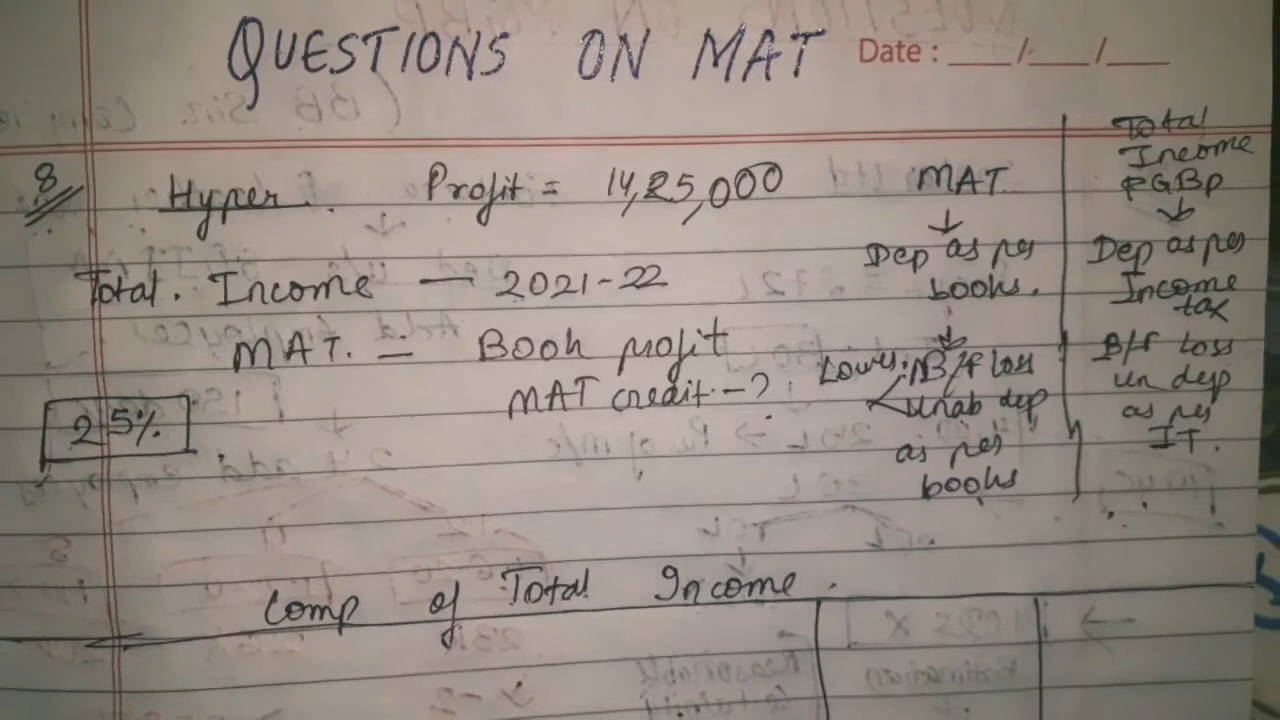 QUESTIONS ON MAT Date : ___/___/___
8
Hyper. Profit = 14,25,000
Total. Income — 2021-22
MAT. — Book profit
MAT credit — ?
25%
MAT
↓
Dep as per
books.
↓
Lower: B/f Loss
unab dep
as per
books
Total
Income
PGBP
↓
Dep as per
Income
tax
B/f Loss
un dep
as per
IT.
Comp of Total Income.